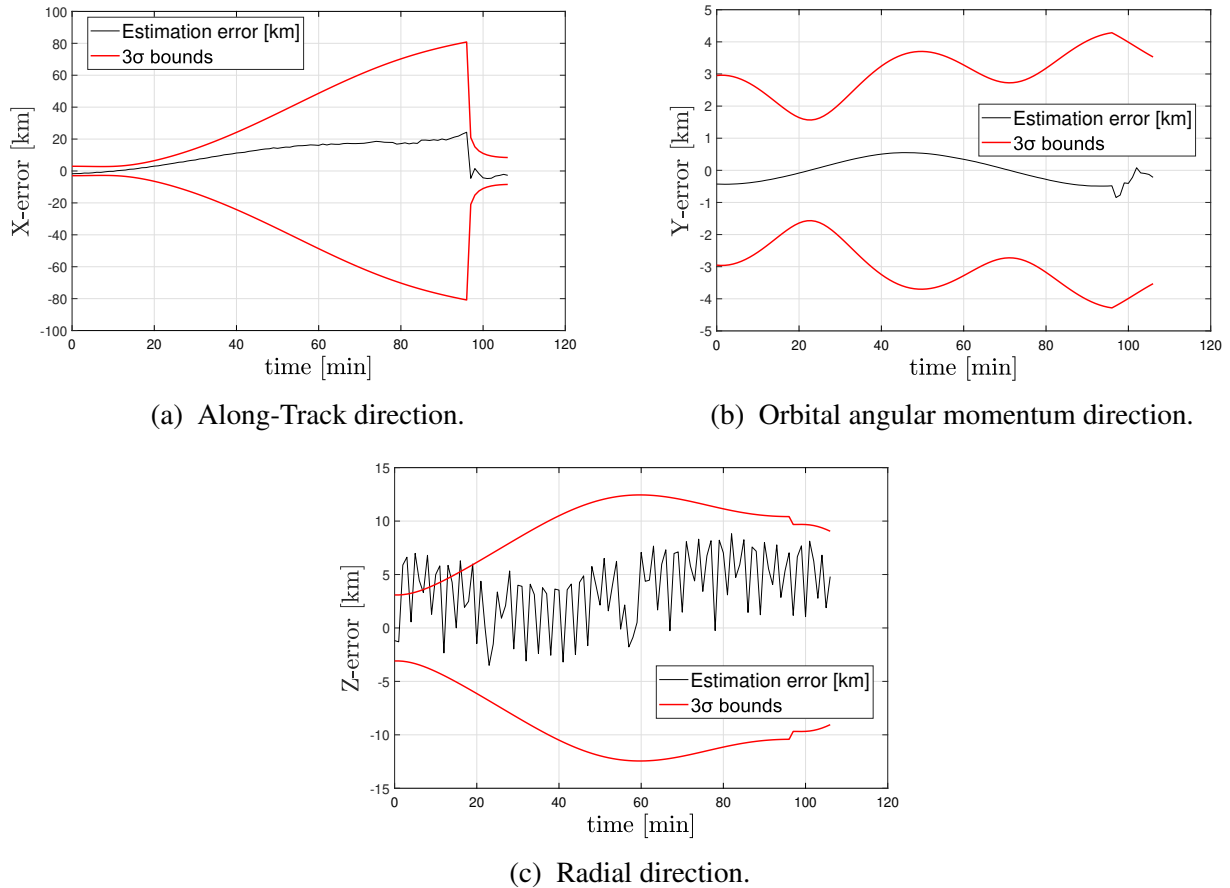 100
80
60
40
20
0
-20
-40
-60
-80
-100
X-error [km]
Estimation error [km]
3σ bounds
0 20 40 60 80 100 120
time [min]
(a) Along-Track direction.
5
4
3
2
1
0
-1
-2
-3
-4
-5
Y-error [km]
Estimation error [km]
3σ bounds
0 20 40 60 80 100 120
time [min]
(b) Orbital angular momentum direction.
15
10
5
0
-5
-10
-15
Z-error [km]
Estimation error [km]
3σ bounds
0 20 40 60 80 100 120
time [min]
(c) Radial direction.